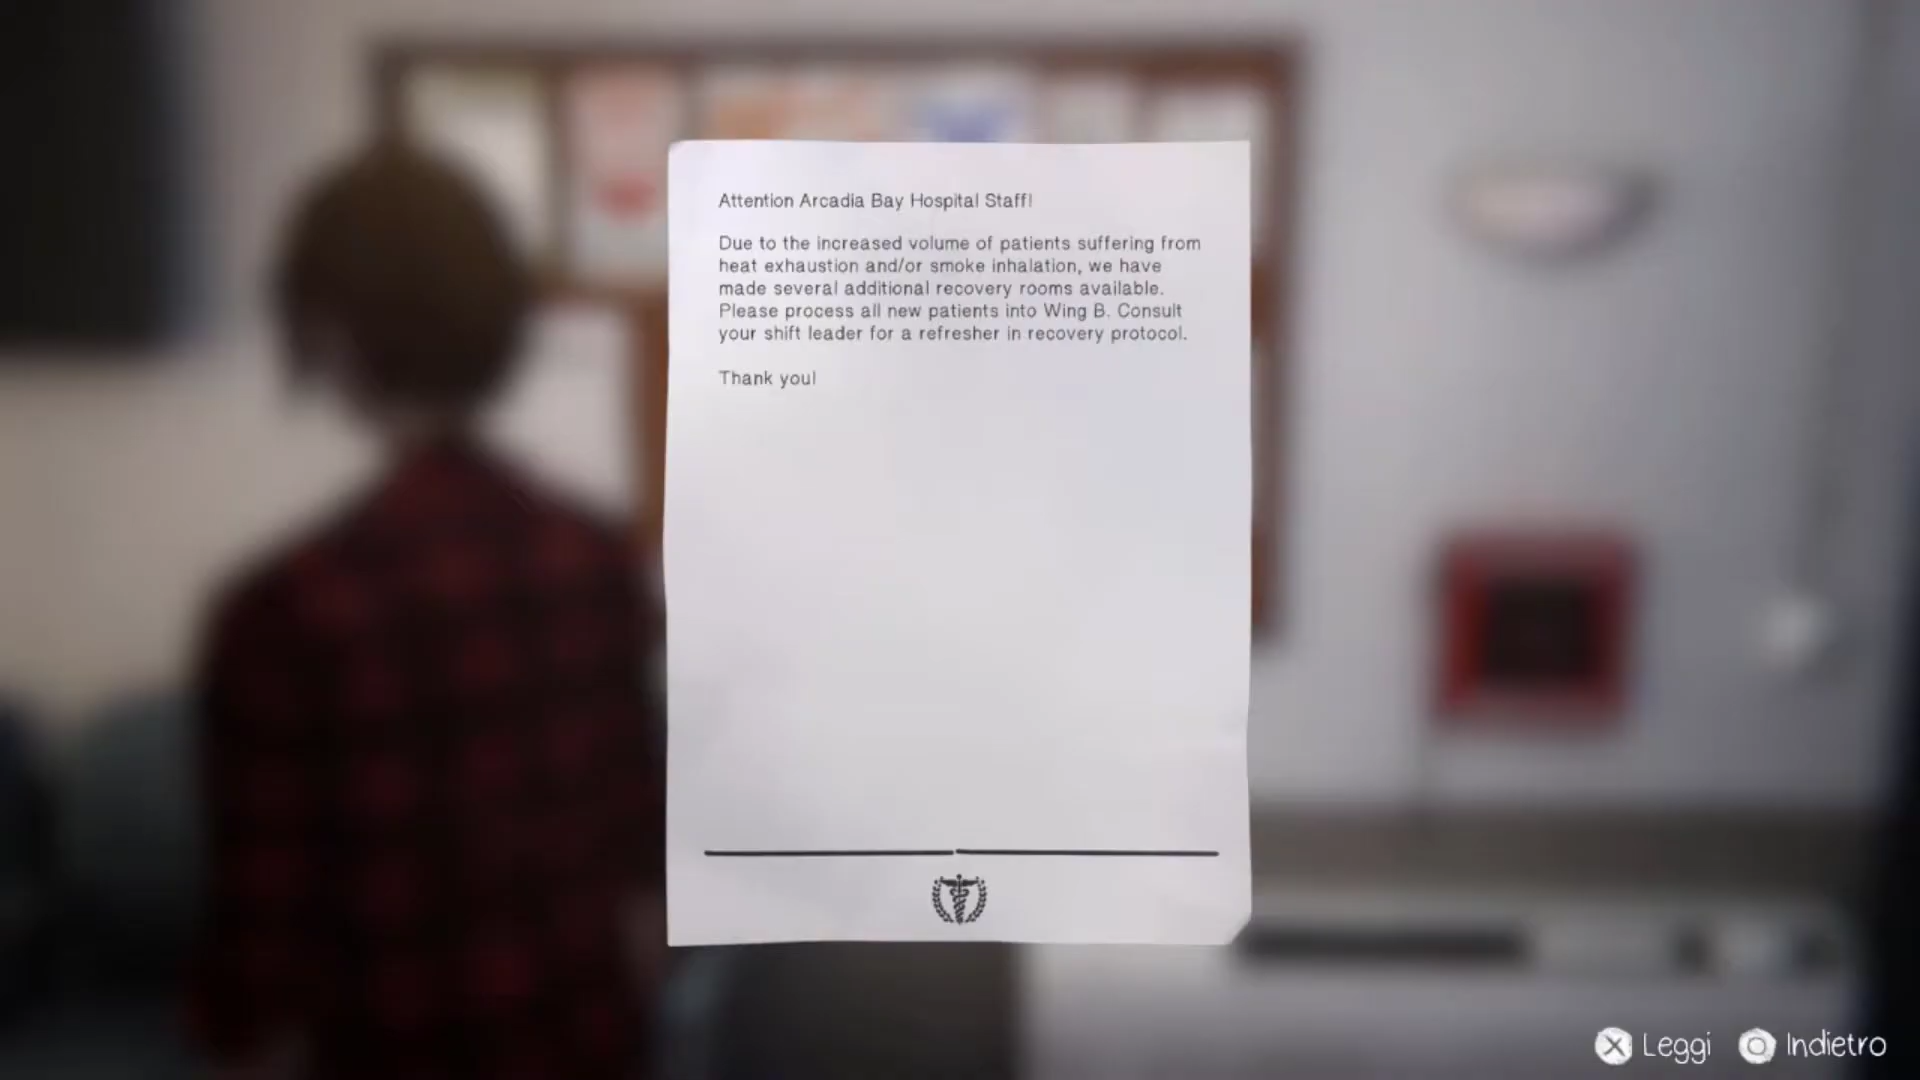 Attention Arcadia Bay Hospital Staff!
Due to the increased volume of patients suffering from
heat exhaustion and/or smoke inhalation, we have
made several additional recovery rooms available.
Please process all new patients into Wing B. Consult
your shift leader for a refresher in recovery protocol.
Thank you!
Leggi Indietro